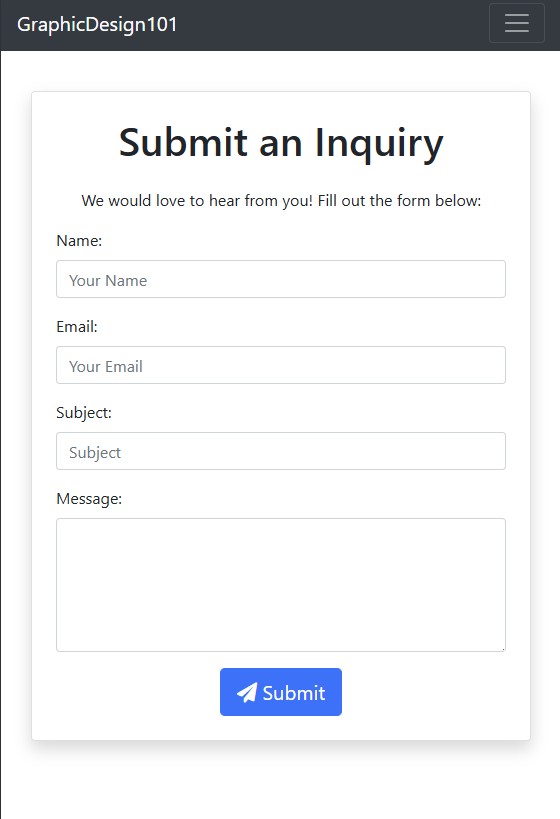 GraphicDesign101
Submit an Inquiry
We would love to hear from you! Fill out the form below:
Name:
Your Name
Email:
Your Email
Subject:
Subject
Message:
Submit